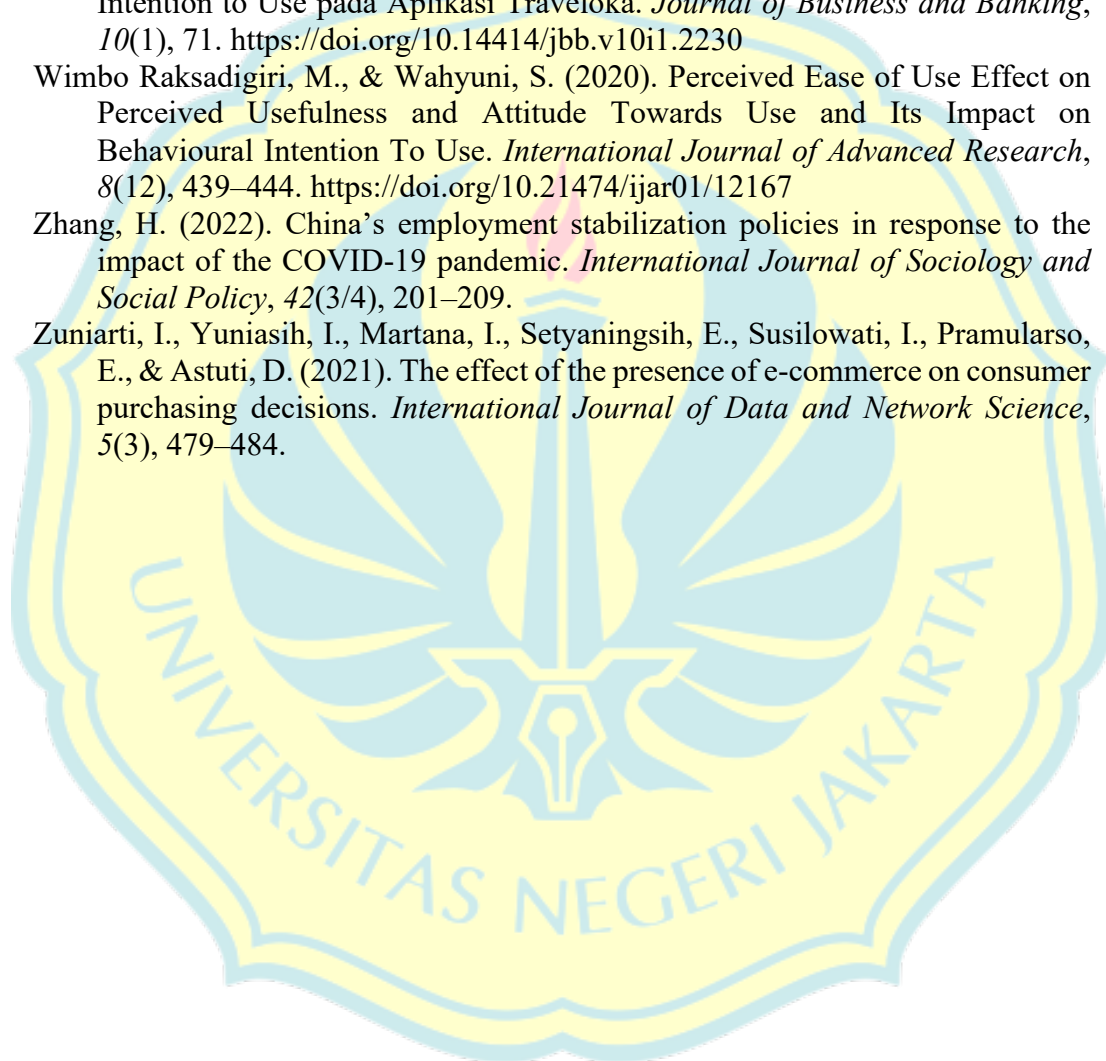 Intention to Use pada Aplikasi Traveloka. Journal of Business and Banking,
10(1), 71. https://doi.org/10.14414/jbb.v10i1.2230
Wimbo Raksadigiri, M., & Wahyuni, S. (2020). Perceived Ease of Use Effect on
Perceived Usefulness and Attitude Towards Use and Its Impact on
Behavioural Intention To Use. International Journal of Advanced Research,
8(12), 439–444. https://doi.org/10.21474/ijar01/12167
Zhang, H. (2022). China’s employment stabilization policies in response to the
impact of the COVID-19 pandemic. International Journal of Sociology and
Social Policy, 42(3/4), 201–209.
Zuniarti, I., Yuniasih, I., Martana, I., Setyaningsih, E., Susilowati, I., Pramularso,
E., & Astuti, D. (2021). The effect of the presence of e-commerce on consumer
purchasing decisions. International Journal of Data and Network Science,
5(3), 479–484.
UNIVERSITAS NEGERI JAKARTA